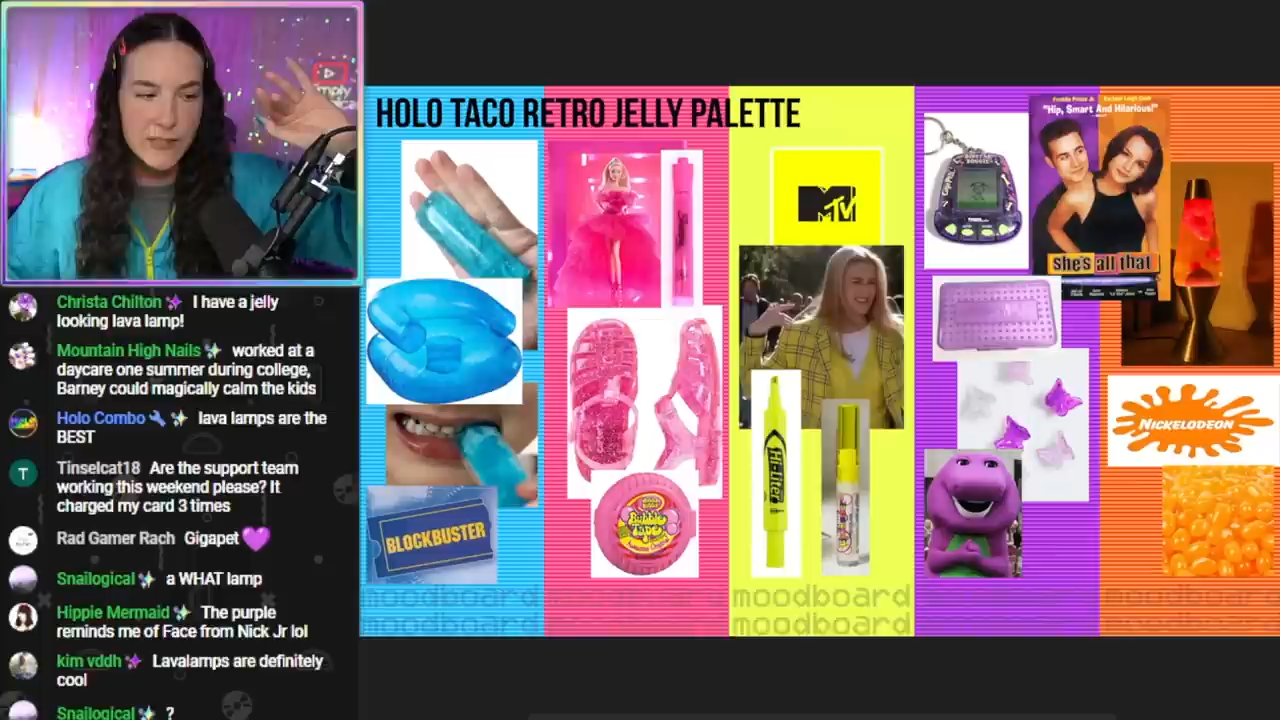 Simply
HOLO TACO RETRO JELLY PALETTE
Christa Chilton I have a jelly
looking lava lamp!
Mountain High Nails worked at a
daycare one summer during college,
Barney could magically calm the kids
Holo Combo lava lamps are the
BEST
T
Tinselcat18 Are the support team
working this weekend please? It
charged my card 3 times
Rad Gamer Rach Gigapet
Snailogical a WHAT lamp
Hippie Mermaid The purple
reminds me of Face from Nick Jr lol
kim vddh Lavalamps are definitely
cool
Snailogical ?
BLOCKBUSTER
Bubble
Tape
MTV
Hi-Liter
"Hip, Smart And Hilarious!"
she's all that
NICKELODEON
moodboard moodboard moodboard
moodboard moodboard moodboard